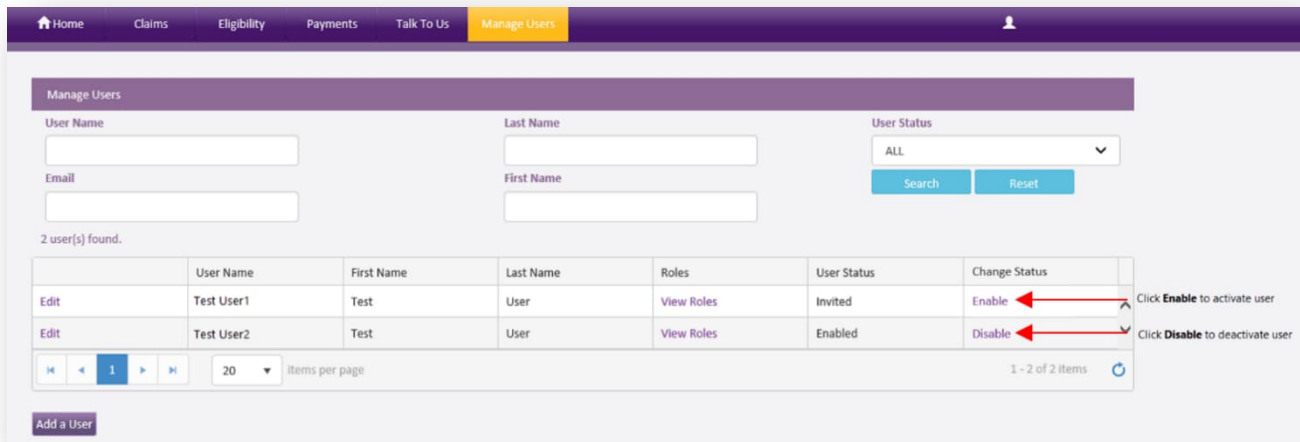 Home Claims Eligibility Payments Talk To Us Manage Users
Manage Users
User Name Last Name User Status
ALL
Email First Name Search Reset
2 user(s) found.
User Name First Name Last Name Roles User Status Change Status
Edit Test User1 Test User View Roles Invited Enable Click Enable to activate user
Edit Test User2 Test User View Roles Enabled Disable Click Disable to deactivate user
1 20 items per page 1 - 2 of 2 items
Add a User